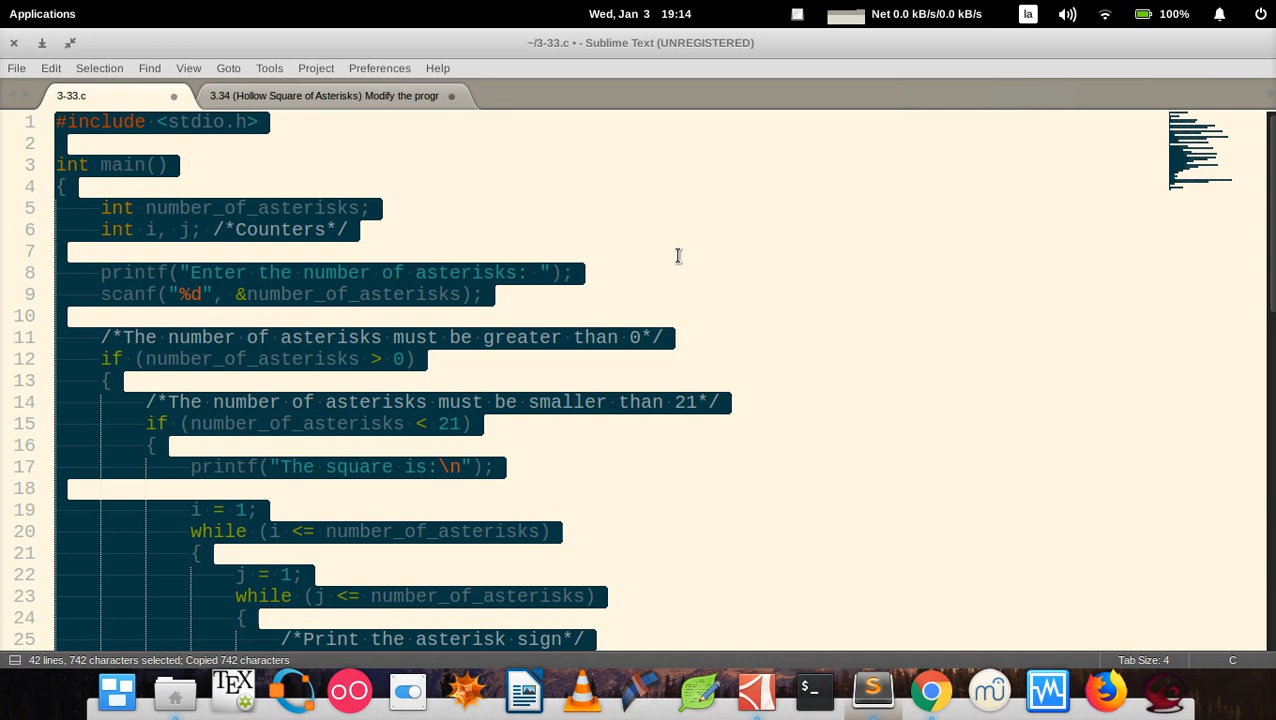 Applications
Wed, Jan 3 19:14
Net 0.0 kB/s/0.0 kB/s
la
100%
~/3-33.c • - Sublime Text (UNREGISTERED)
File Edit Selection Find View Goto Tools Project Preferences Help
3-33.c
3.34 (Hollow Square of Asterisks) Modify the progr
1 #include <stdio.h>
2
3 int main()
4 {
5 int number_of_asterisks;
6 int i, j; /*Counters*/
7
8 printf("Enter the number of asterisks: ");
9 scanf("%d", &number_of_asterisks);
10
11 /*The number of asterisks must be greater than 0*/
12 if (number_of_asterisks > 0)
13 {
14 /*The number of asterisks must be smaller than 21*/
15 if (number_of_asterisks < 21)
16 {
17 printf("The square is:\n");
18
19 i = 1;
20 while (i <= number_of_asterisks)
21 {
22 j = 1;
23 while (j <= number_of_asterisks)
24 {
25 /*Print the asterisk sign*/
42 lines, 742 characters selected; Copied 742 characters
Tab Size: 4
C
TEX
mü